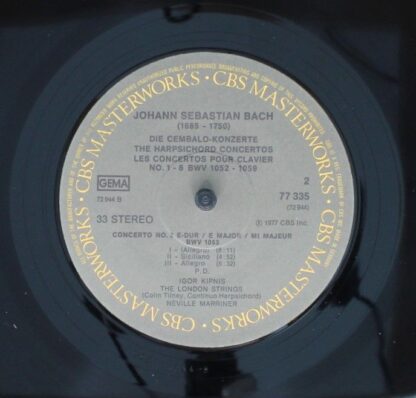 CBS MASTERWORKS · CBS MASTERWORKS · CBS MASTERWORKS · CBS MASTERWORKS ·
JOHANN SEBASTIAN BACH
(1685 - 1750)
DIE CEMBALO-KONZERTE
THE HARPSICHORD CONCERTOS
LES CONCERTOS POUR CLAVIER
NO. 1 - 8 BWV 1052 - 1059
GEMA
72 944 B
2
77 335
(72 944)
33 STEREO
℗ 1977 CBS Inc.
CONCERTO NO. 2 E-DUR / E MAJOR / MI MAJEUR
BWV 1053
I - (Allegro) (8:11)
II - Siciliano (4:52)
III - Allegro (6:32)
P.D.
IGOR KIPNIS
THE LONDON STRINGS
(Colin Tilney, Continuo Harpsichord)
NEVILLE MARRINER